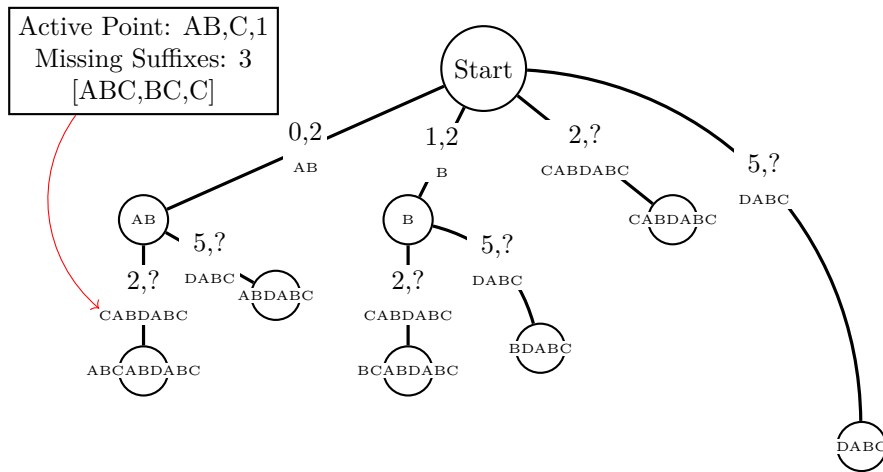 Active Point: AB,C,1
Missing Suffixes: 3
[ABC,BC,C]
Start
0,2
AB
1,2
B
2,?
CABDABC
5,?
DABC
AB
5,?
DABC
ABDABC
2,?
CABDABC
ABCABDABC
B
5,?
DABC
BDABC
2,?
CABDABC
BCABDABC
CABDABC
DABC